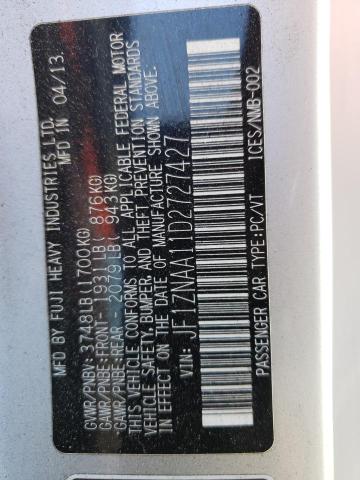 MFD BY FUJI HEAVY INDUSTRIES LTD.
MFD IN 04/13
GVWR/PNBV: 3748LB(1700KG)
GAWR/PNBE:FRONT-1931LB( 876KG)
GAWR/PNBE:REAR-2079LB( 943KG)
THIS VEHICLE CONFORMS TO ALL APPLICABLE FEDERAL MOTOR
VEHICLE SAFETY,BUMPER,AND THEFT PREVENTION STANDARDS
IN EFFECT ON THE DATE OF MANUFACTURE SHOWN ABOVE.
VIN: JF1ZNAA11D2727427
PASSENGER CAR/TYPE:PC/VT ICES/NMB-002